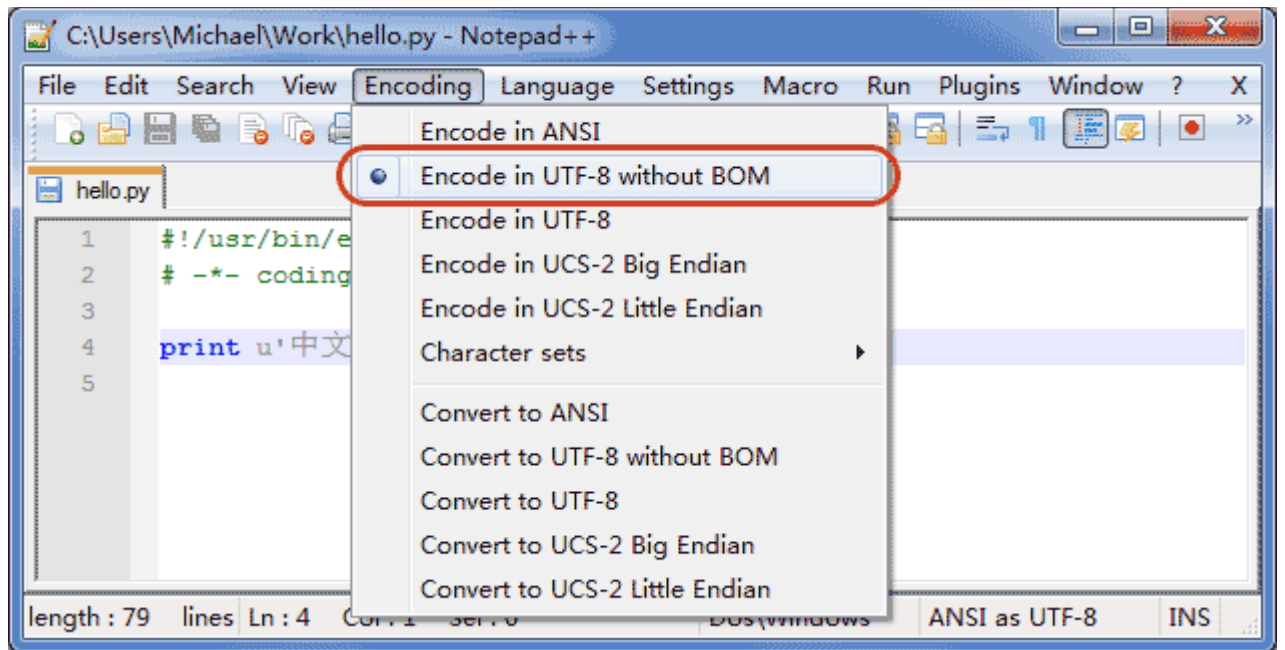 C:\Users\Michael\Work\hello.py - Notepad++
File Edit Search View Encoding Language Settings Macro Run Plugins Window ? X
Encode in ANSI
Encode in UTF-8 without BOM
hello.py
Encode in UTF-8
1 #!/usr/bin/e
Encode in UCS-2 Big Endian
2 # -*- coding
Encode in UCS-2 Little Endian
3
Character sets
4 print u'中文
5
Convert to ANSI
Convert to UTF-8 without BOM
Convert to UTF-8
Convert to UCS-2 Big Endian
Convert to UCS-2 Little Endian
length : 79 lines Ln : 4 ANSI as UTF-8 INS